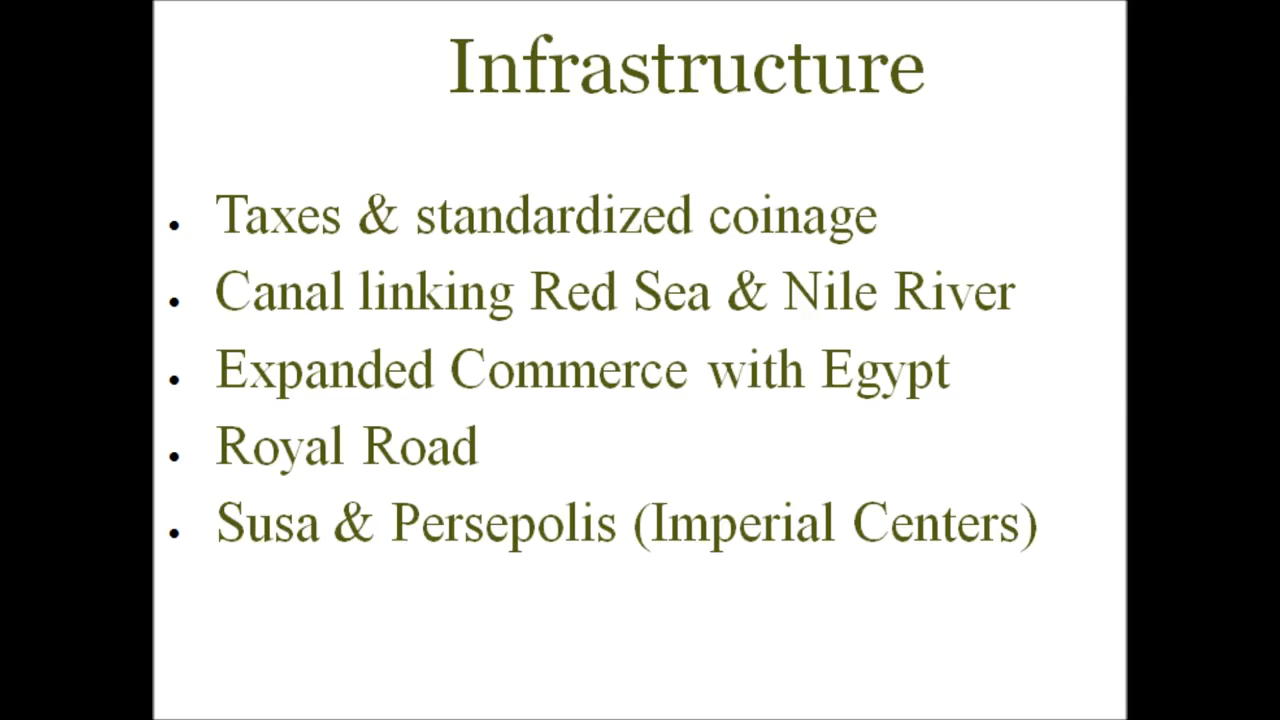 Infrastructure
• Taxes & standardized coinage
• Canal linking Red Sea & Nile River
• Expanded Commerce with Egypt
• Royal Road
• Susa & Persepolis (Imperial Centers)